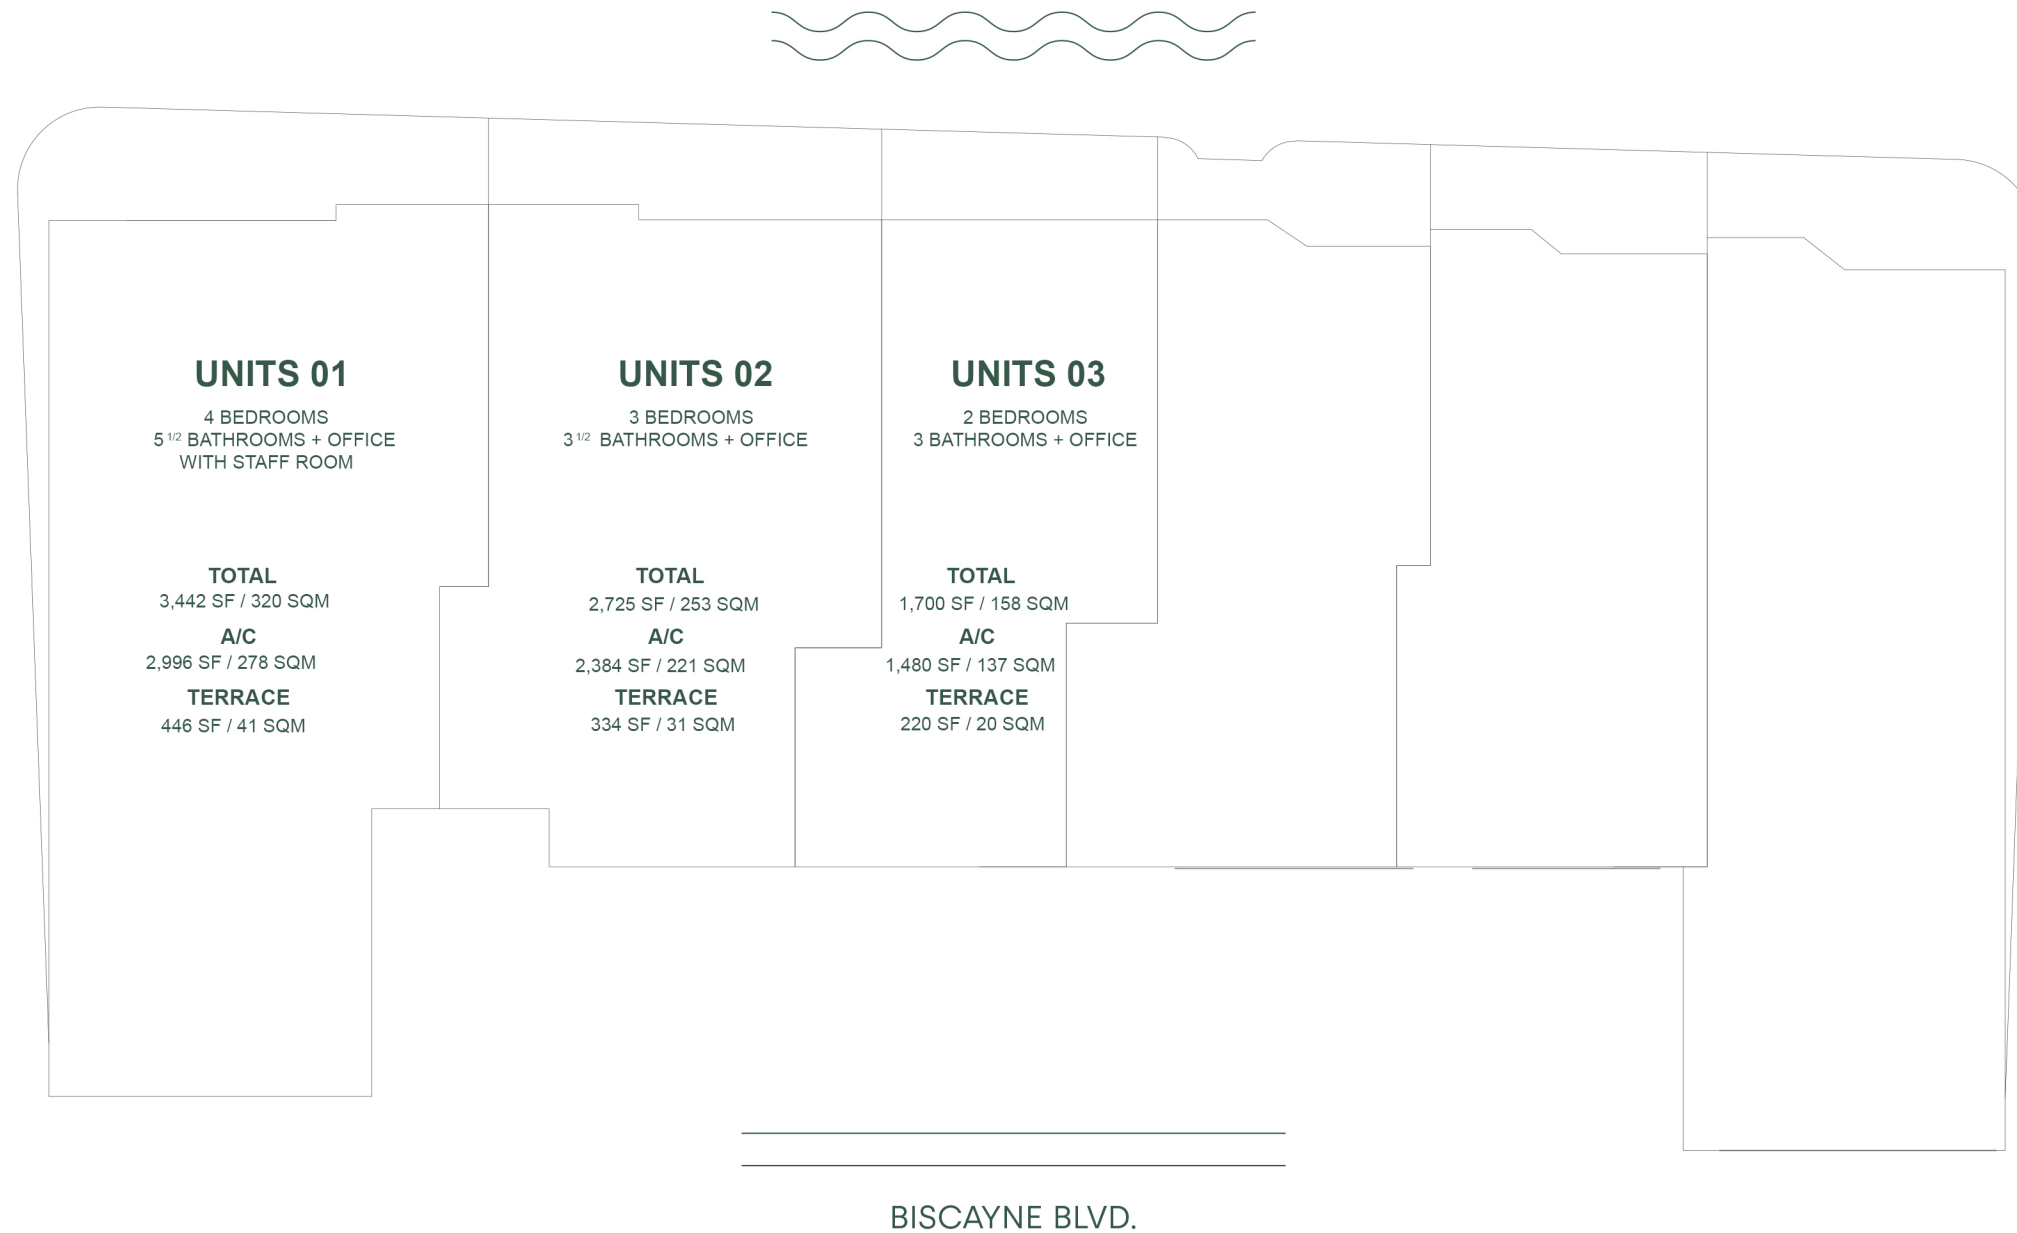 UNITS 01
4 BEDROOMS
5 1/2 BATHROOMS + OFFICE
WITH STAFF ROOM
TOTAL
3,442 SF / 320 SQM
A/C
2,996 SF / 278 SQM
TERRACE
446 SF / 41 SQM
UNITS 02
3 BEDROOMS
3 1/2 BATHROOMS + OFFICE
TOTAL
2,725 SF / 253 SQM
A/C
2,384 SF / 221 SQM
TERRACE
334 SF / 31 SQM
UNITS 03
2 BEDROOMS
3 BATHROOMS + OFFICE
TOTAL
1,700 SF / 158 SQM
A/C
1,480 SF / 137 SQM
TERRACE
220 SF / 20 SQM
BISCAYNE BLVD.